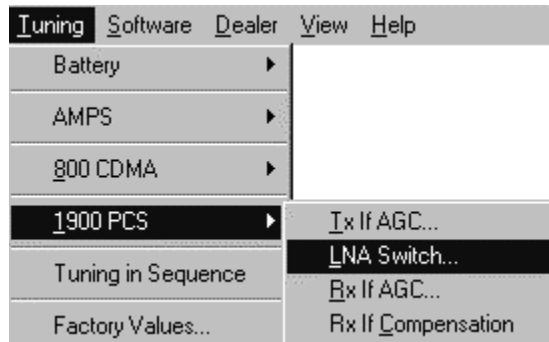 Tuning Software Dealer View Help
Battery
AMPS
800 CDMA
1900 PCS
Tuning in Sequence
Factory Values...
Tx If AGC...
LNA Switch...
Rx If AGC...
Rx If Compensation